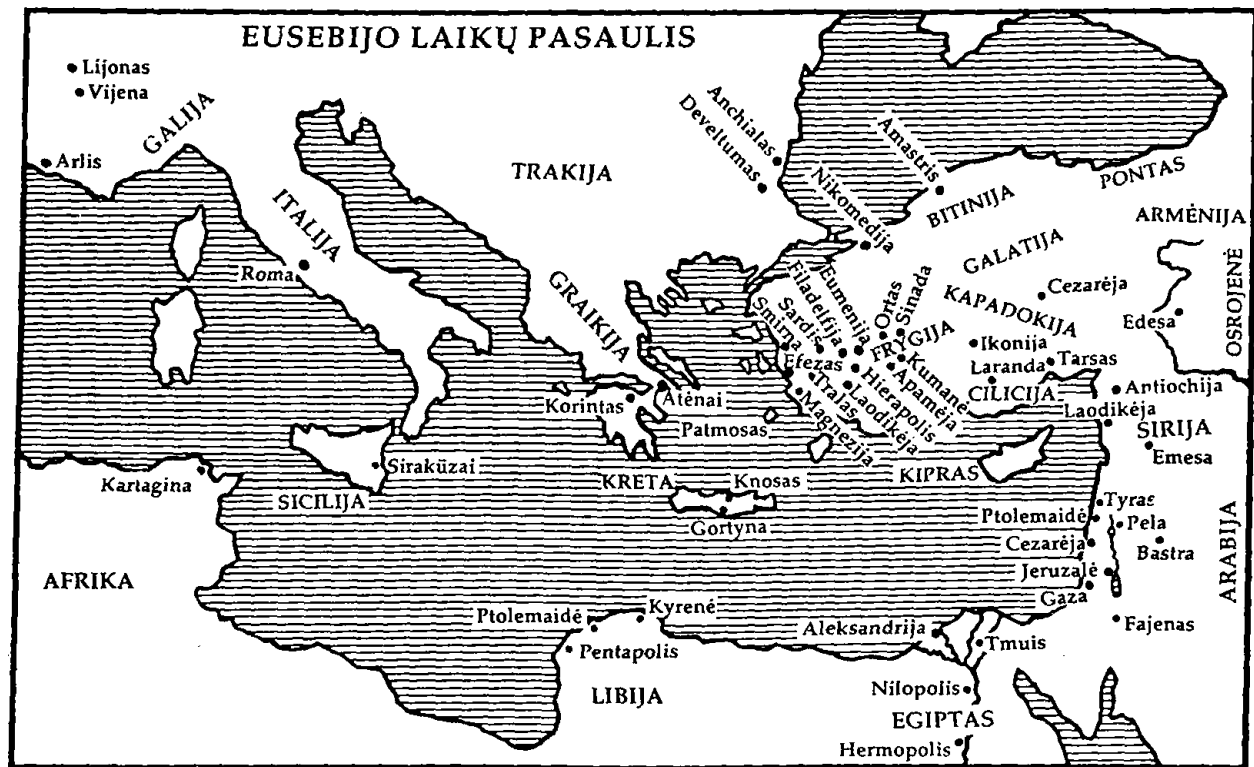 EUSEBIJO LAIKŲ PASAULIS
Lijonas
Vijena
GALIJA
Arlis
ITALIJA
Roma
TRAKIJA
Anchialas
Develtumas
Amastris
Nikomedija
BITINIJA
PONTAS
ARMĖNIJA
GALATIJA
KAPADOKIJA
Cezarėja
OSROJENĖ
Edesa
GRAIKIJA
Smirna
Sardis
Filadelfija
Eumenija
Ortas
Sinada
FRYGIJA
Ikonija
Laranda
Tarsas
CILICIJA
Antiochija
Efezas
Kumanė
Apamėja
Hierapolis
Laodikėja
Tralas
Magnezija
Laodikėja
SIRIJA
Emesa
Korintas
Atėnai
Patmosas
Kartagina
SICILIJA
Sirakūzai
KRETA
Knosas
Gortyna
KIPRAS
Tyras
Ptolemaidė
Pela
Cezarėja
Bastra
ARABIJA
Jeruzalė
Gaza
Fajenas
AFRIKA
Ptolemaidė
Kyrenė
Pentapolis
LIBIJA
Aleksandrija
Tmuis
Nilopolis
EGIPTAS
Hermopolis